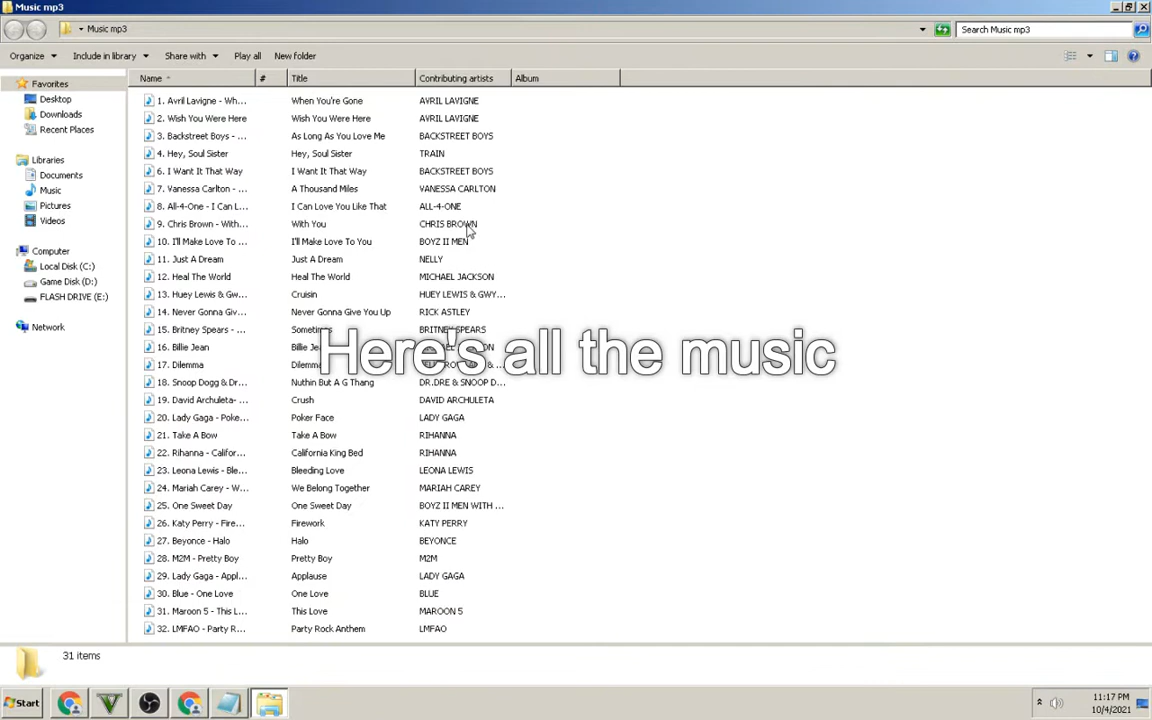 Music mp3
Music mp3
Search Music mp3
Organize Include in library Share with Play all New folder
Name # Title Contributing artists Album
Favorites
Desktop
Downloads
Recent Places
Libraries
Documents
Music
Pictures
Videos
Computer
Local Disk (C:)
Game Disk (D:)
FLASH DRIVE (E:)
Network
1. Avril Lavigne - Wh... When You're Gone AVRIL LAVIGNE
2. Wish You Were Here Wish You Were Here AVRIL LAVIGNE
3. Backstreet Boys - ... As Long As You Love Me BACKSTREET BOYS
4. Hey, Soul Sister Hey, Soul Sister TRAIN
6. I Want It That Way I Want It That Way BACKSTREET BOYS
7. Vanessa Carlton - ... A Thousand Miles VANESSA CARLTON
8. All-4-One - I Can L... I Can Love You Like That ALL-4-ONE
9. Chris Brown - With... With You CHRIS BROWN
10. I'll Make Love To ... I'll Make Love To You BOYZ II MEN
11. Just A Dream Just A Dream NELLY
12. Heal The World Heal The World MICHAEL JACKSON
13. Huey Lewis & Gw... Cruisin HUEY LEWIS & GWY...
14. Never Gonna Giv... Never Gonna Give You Up RICK ASTLEY
15. Britney Spears - ... Sometimes BRITNEY SPEARS
16. Billie Jean Billie
17. Dilemma Dilemma
Here's all the music
18. Snoop Dogg & Dr... Nuthin But A G Thang DR.DRE & SNOOP D...
19. David Archuleta- ... Crush DAVID ARCHULETA
20. Lady Gaga - Poke... Poker Face LADY GAGA
21. Take A Bow Take A Bow RIHANNA
22. Rihanna - Califor... California King Bed RIHANNA
23. Leona Lewis - Ble... Bleeding Love LEONA LEWIS
24. Mariah Carey - W... We Belong Together MARIAH CAREY
25. One Sweet Day One Sweet Day BOYZ II MEN WITH ...
26. Katy Perry - Fire... Firework KATY PERRY
27. Beyonce - Halo Halo BEYONCE
28. M2M - Pretty Boy Pretty Boy M2M
29. Lady Gaga - Appl... Applause LADY GAGA
30. Blue - One Love One Love BLUE
31. Maroon 5 - This L... This Love MAROON 5
32. LMFAO - Party R... Party Rock Anthem LMFAO
31 items
Start
11:17 PM
10/4/2021